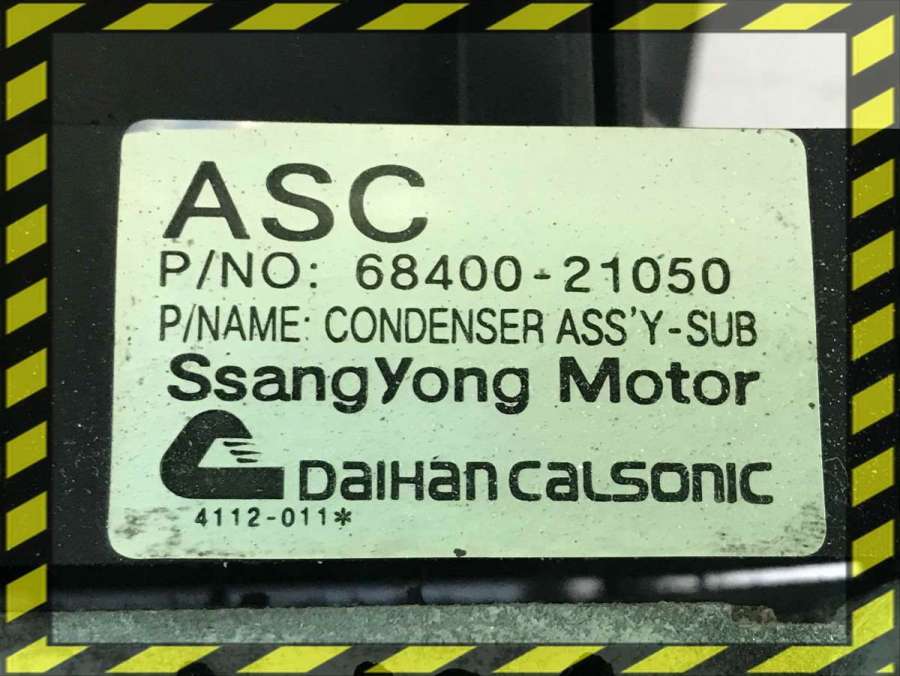 ASC
P/NO: 68400-21050
P/NAME: CONDENSER ASS'Y-SUB
SsangYong Motor
DAIHAN CALSONIC
4112-011*